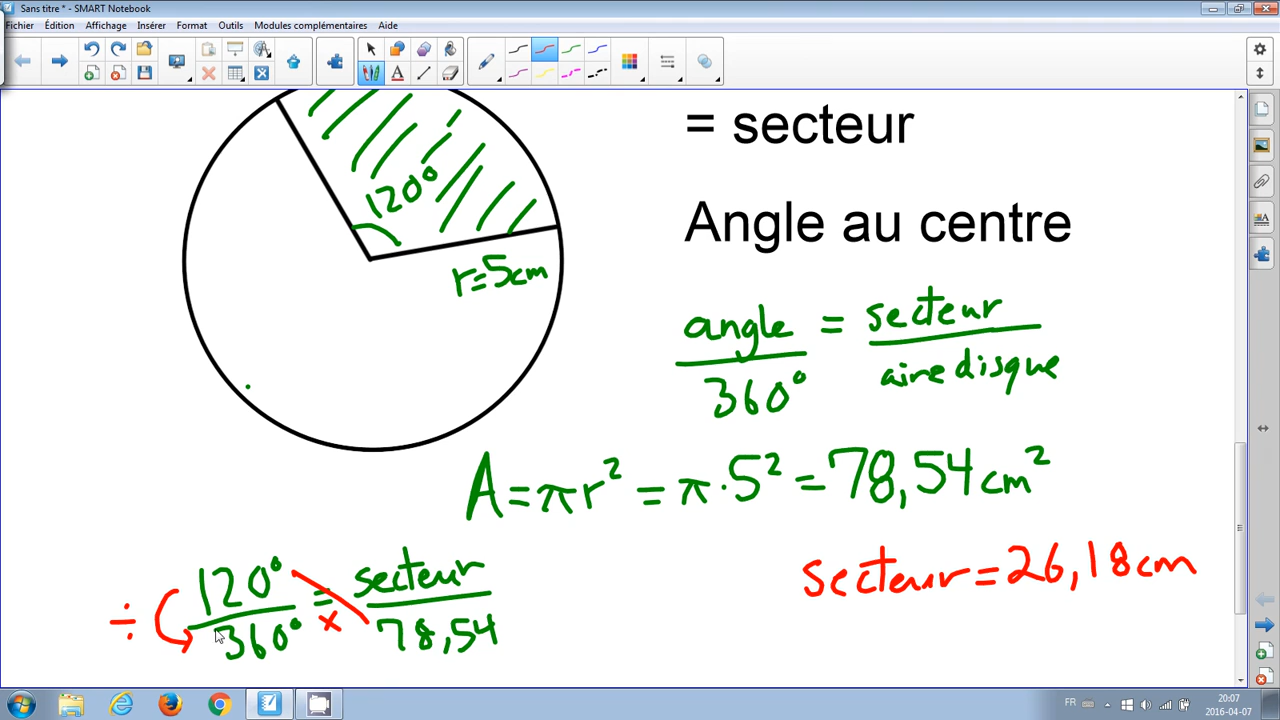 Sans titre * - SMART Notebook
Fichier Édition Affichage Insérer Format Outils Modules complémentaires Aide
= secteur
120°
Angle au centre
r=5cm
angle = secteur
360° aire disque
A = πr² = π·5² = 78,54cm²
secteur = 26,18cm
÷ 120° = secteur
360° x 78,54
FR
20:07
2016-04-07